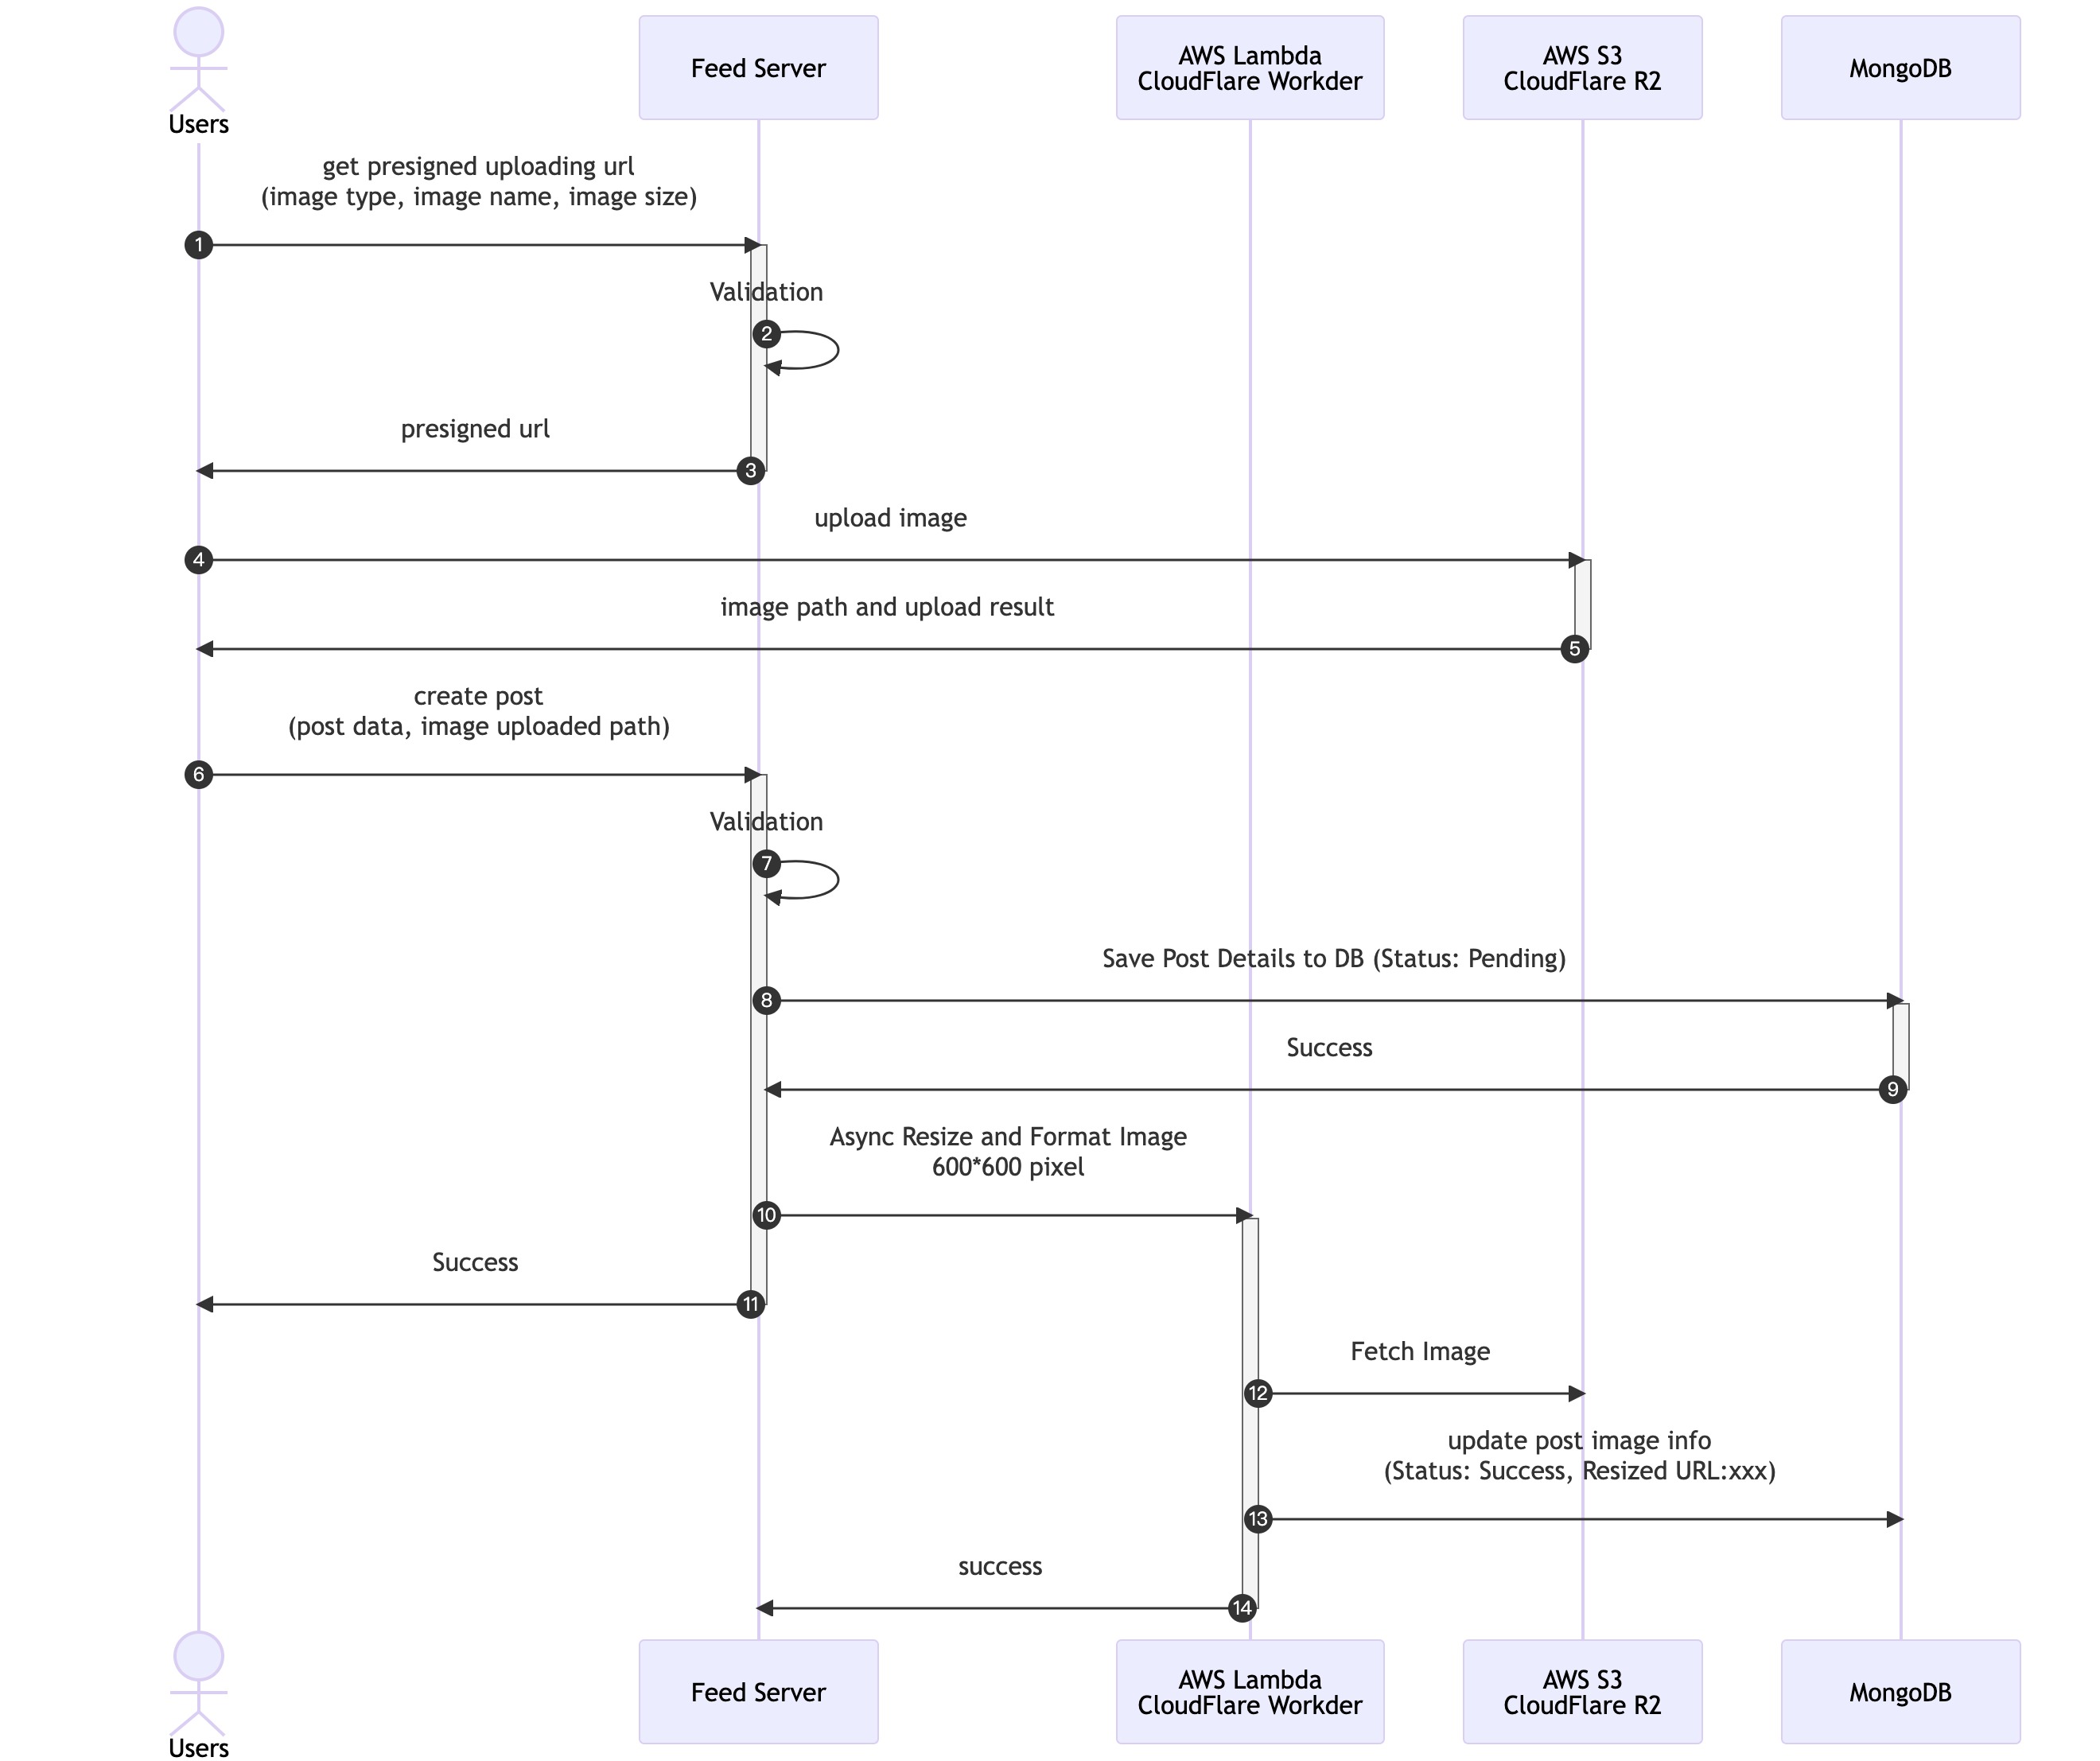 Users
Feed Server
AWS Lambda
CloudFlare Workder
AWS S3
CloudFlare R2
MongoDB
get presigned uploading url
(image type, image name, image size)
1
Validation
2
presigned url
3
upload image
4
image path and upload result
5
create post
(post data, image uploaded path)
6
Validation
7
Save Post Details to DB (Status: Pending)
8
Success
9
Async Resize and Format Image
600*600 pixel
10
Success
11
Fetch Image
12
update post image info
(Status: Success, Resized URL:xxx)
13
success
14
Users
Feed Server
AWS Lambda
CloudFlare Workder
AWS S3
CloudFlare R2
MongoDB